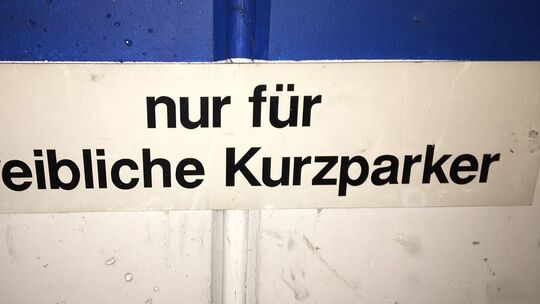 nur für
eibliche Kurzparker